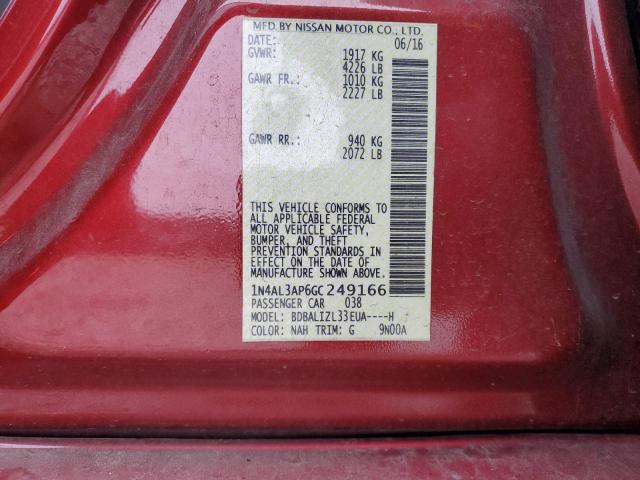 MFD BY NISSAN MOTOR CO., LTD.
DATE: 06/16
GVWR: 1917 KG
4226 LB
GAWR FR.: 1010 KG
2227 LB
GAWR RR.: 940 KG
2072 LB
THIS VEHICLE CONFORMS TO
ALL APPLICABLE FEDERAL
MOTOR VEHICLE SAFETY,
BUMPER, AND THEFT
PREVENTION STANDARDS IN
EFFECT ON THE DATE OF
MANUFACTURE SHOWN ABOVE.
1N4AL3AP6GC249166
PASSENGER CAR 038
MODEL: BDBALIZL33EUA----H
COLOR: NAH TRIM: G 9N00A